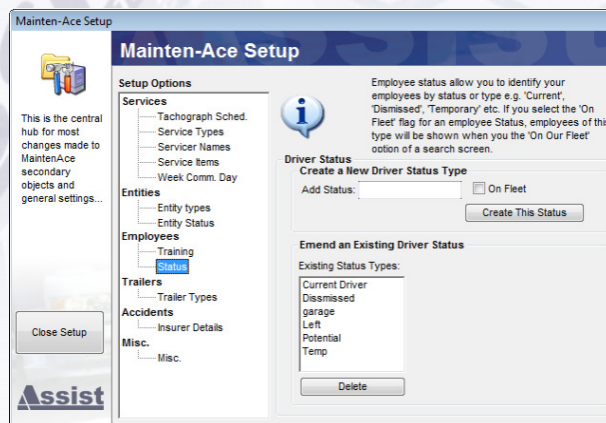 Mainten-Ace Setup
Mainten-Ace Setup
This is the central
hub for most
changes made to
MaintenAce
secondary
objects and
general settings...
Close Setup
Assist
Setup Options
Services
Tachograph Sched.
Service Types
Servicer Names
Service Items
Week Comm. Day
Entities
Entity types
Entity Status
Employees
Training
Status
Trailers
Trailer Types
Accidents
Insurer Details
Misc.
Misc.
Employee status allow you to identify your
employees by status or type e.g. 'Current',
'Dismissed', 'Temporary' etc. If you select the 'On
Fleet' flag for an employee Status, employees of this
type will be shown when you the 'On Our Fleet'
option of a search screen.
Driver Status
Create a New Driver Status Type
Add Status:
On Fleet
Create This Status
Emend an Existing Driver Status
Existing Status Types:
Current Driver
Dissmissed
garage
Left
Potential
Temp
Delete